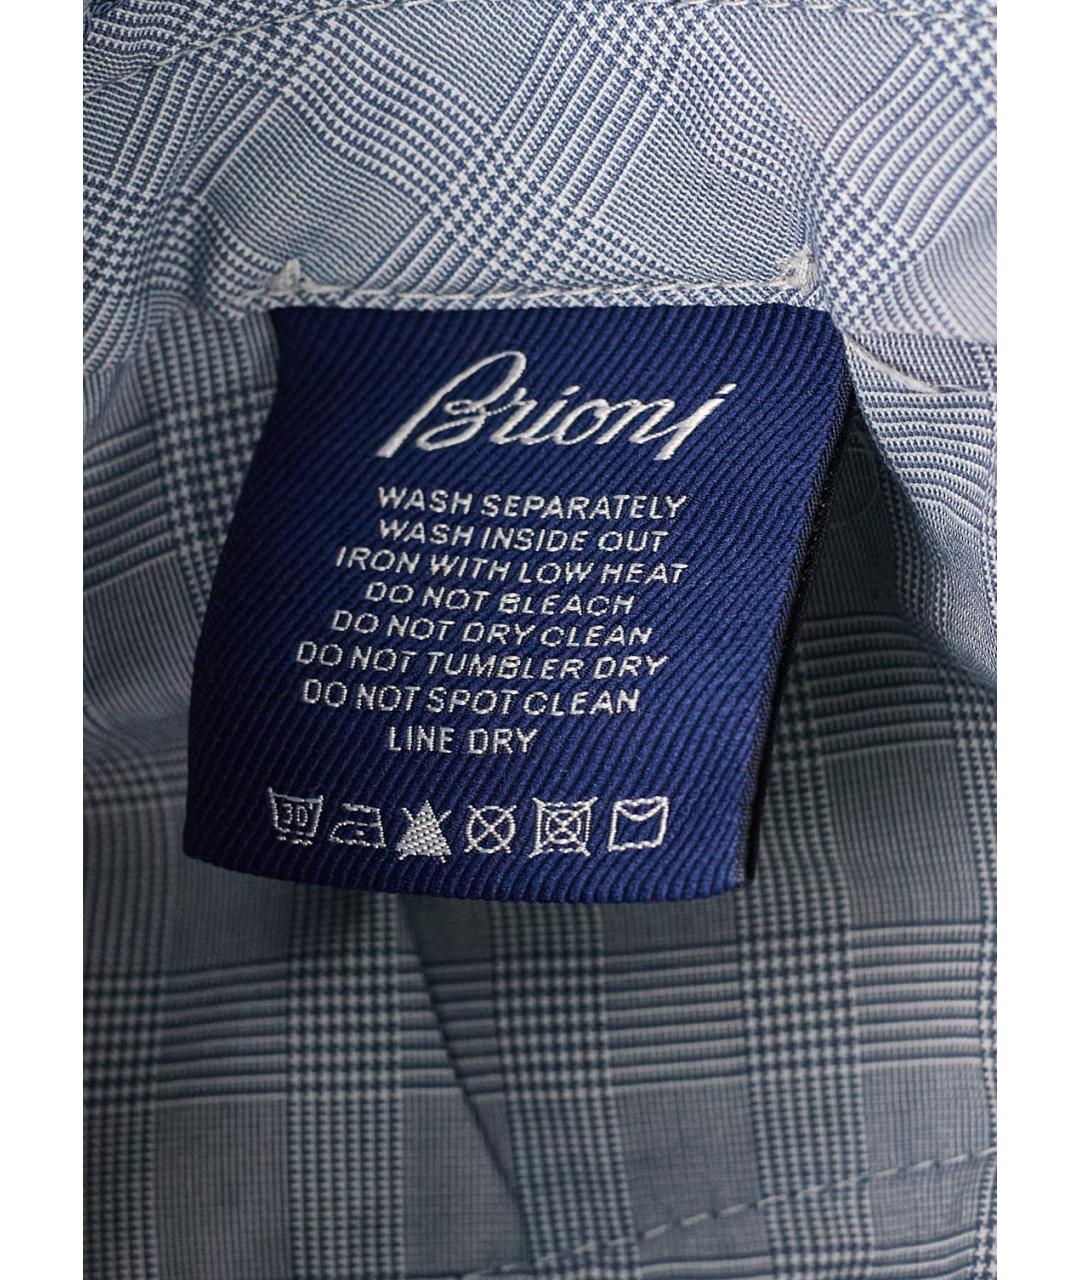 Brioni
WASH SEPARATELY
WASH INSIDE OUT
IRON WITH LOW HEAT
DO NOT BLEACH
DO NOT DRY CLEAN
DO NOT TUMBLER DRY
DO NOT SPOT CLEAN
LINE DRY
30